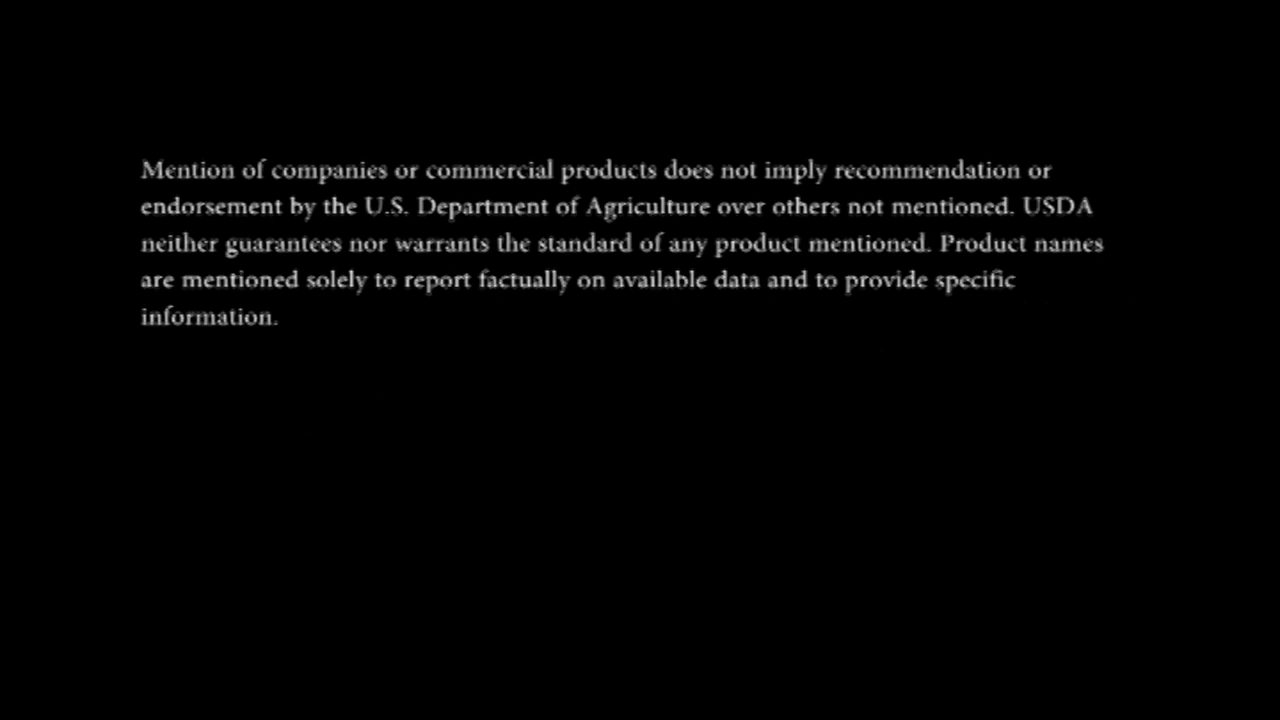 Mention of companies or commercial products does not imply recommendation or
endorsement by the U.S. Department of Agriculture over others not mentioned. USDA
neither guarantees nor warrants the standard of any product mentioned. Product names
are mentioned solely to report factually on available data and to provide specific
information.